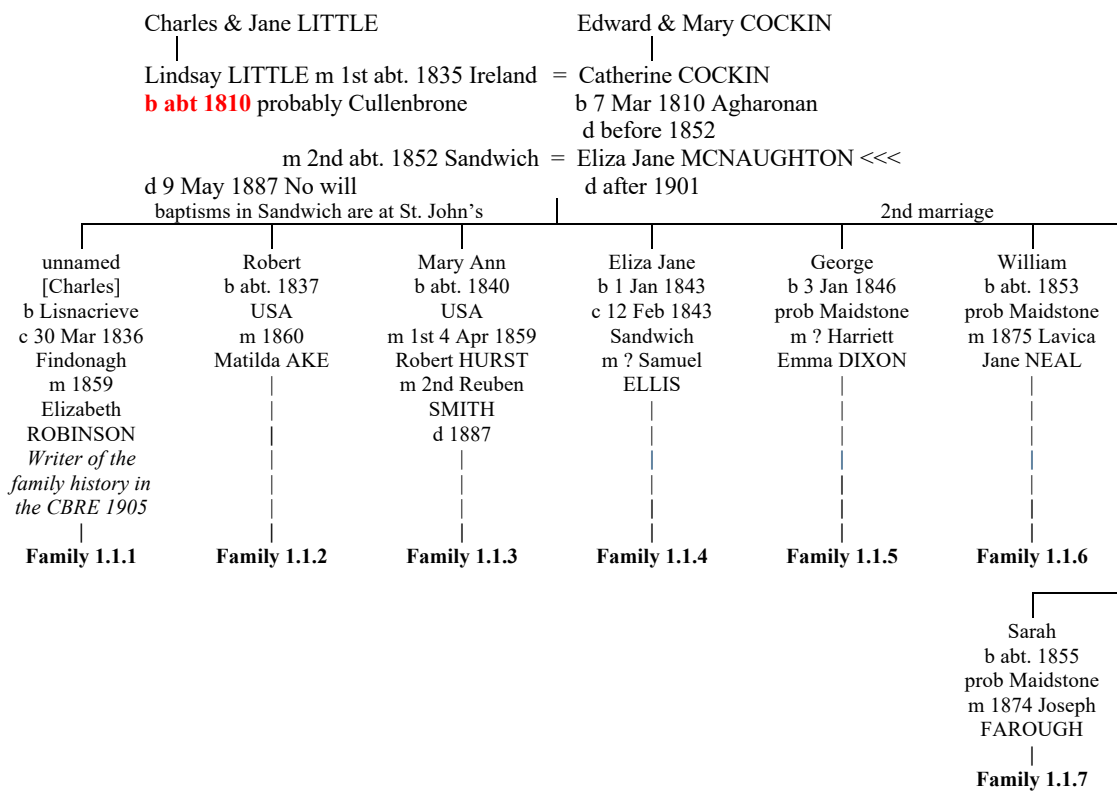 Charles & Jane LITTLE
Edward & Mary COCKIN
Lindsay LITTLE m 1st abt. 1835 Ireland = Catherine COCKIN
b abt 1810 probably Cullenbrone
b 7 Mar 1810 Agharonan
d before 1852
m 2nd abt. 1852 Sandwich = Eliza Jane MCNAUGHTON <<<
d 9 May 1887 No will
d after 1901
baptisms in Sandwich are at St. John's
2nd marriage
unnamed
[Charles]
b Lisnacrieve
c 30 Mar 1836
Findonagh
m 1859
Elizabeth
ROBINSON
Writer of the
family history in
the CBRE 1905
Family 1.1.1
Robert
b abt. 1837
USA
m 1860
Matilda AKE
Family 1.1.2
Mary Ann
b abt. 1840
USA
m 1st 4 Apr 1859
Robert HURST
m 2nd Reuben
SMITH
d 1887
Family 1.1.3
Eliza Jane
b 1 Jan 1843
c 12 Feb 1843
Sandwich
m ? Samuel
ELLIS
Family 1.1.4
George
b 3 Jan 1846
prob Maidstone
m ? Harriett
Emma DIXON
Family 1.1.5
William
b abt. 1853
prob Maidstone
m 1875 Lavica
Jane NEAL
Family 1.1.6
Sarah
b abt. 1855
prob Maidstone
m 1874 Joseph
FAROUGH
Family 1.1.7